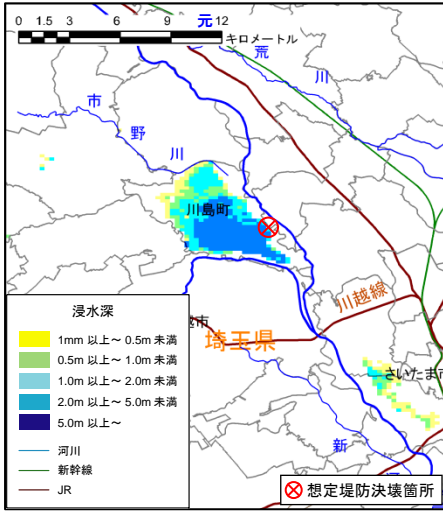 0 1.5 3 6 9 12
キロメートル
元
荒
川
市
野
川
川島町
川越線
越市
埼玉県
さいたま市
新
浸水深
1mm 以上～ 0.5m 未満
0.5m 以上～ 1.0m 未満
1.0m 以上～ 2.0m 未満
2.0m 以上～ 5.0m 未満
5.0m 以上～
河川
新幹線
JR
想定堤防決壊箇所